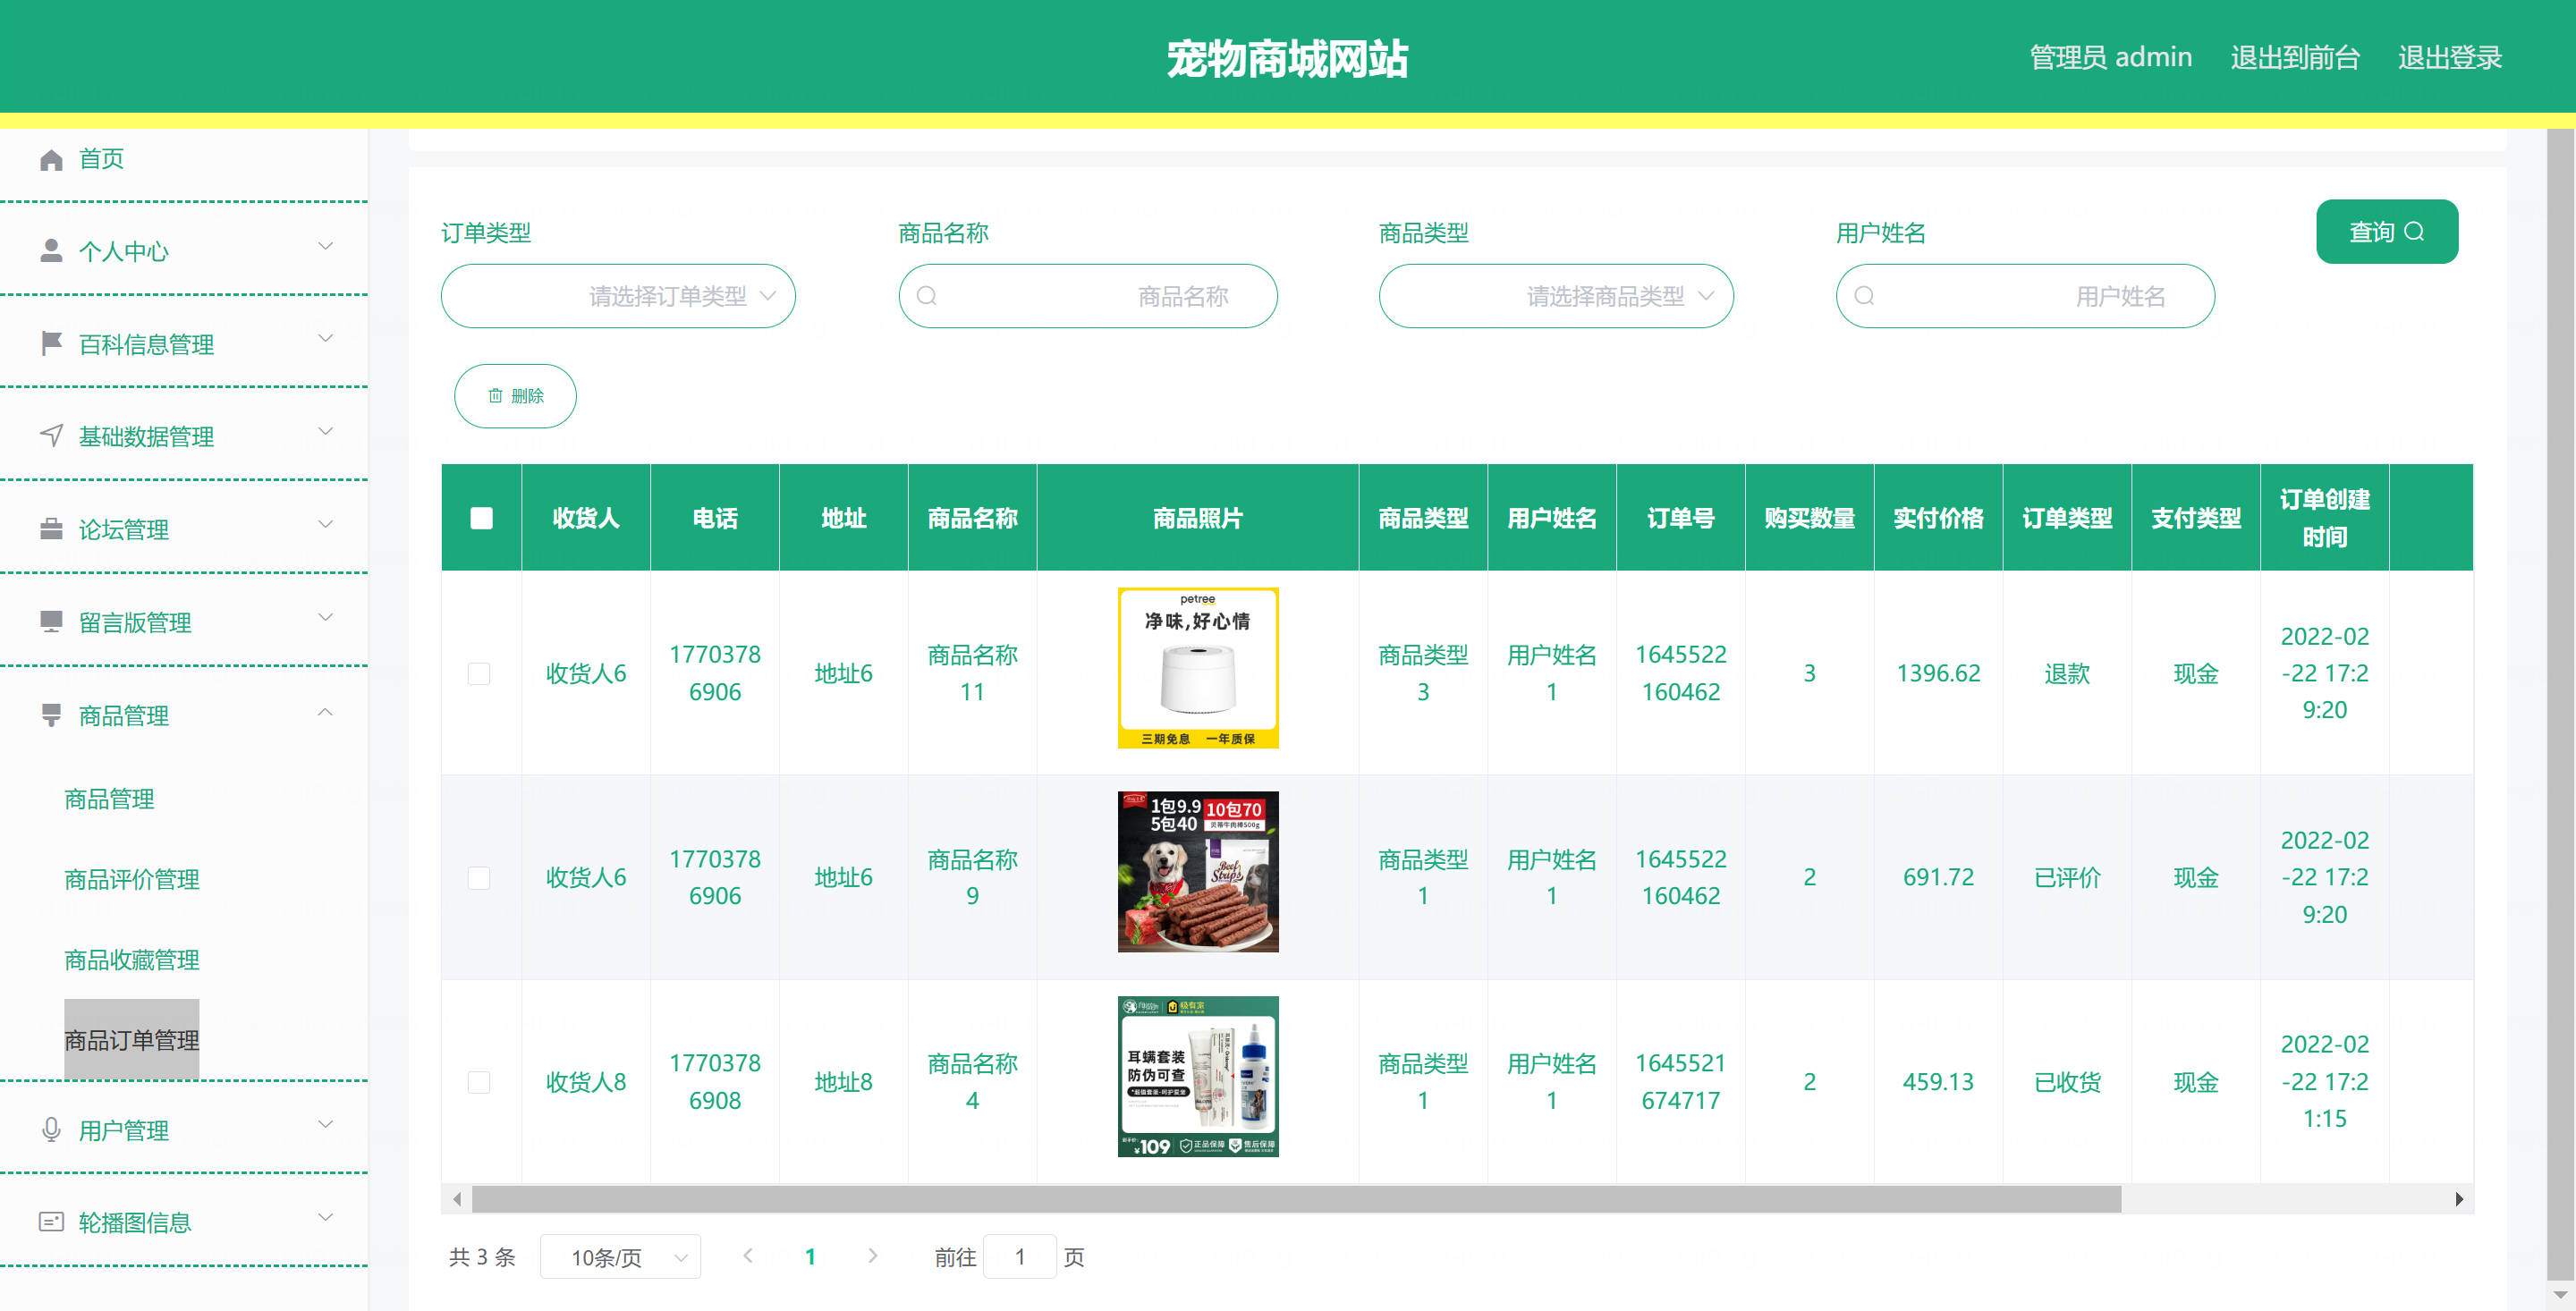 宠物商城网站
管理员 admin 退出到前台 退出登录
首页
个人中心
百科信息管理
基础数据管理
论坛管理
留言版管理
商品管理
商品管理
商品评价管理
商品收藏管理
商品订单管理
用户管理
轮播图信息
订单类型 商品名称 商品类型 用户姓名
请选择订单类型 商品名称 请选择商品类型 用户姓名
查询
删除
收货人 电话 地址 商品名称 商品照片 商品类型 用户姓名 订单号 购买数量 实付价格 订单类型 支付类型 订单创建时间
收货人6 17703786906 地址6 商品名称11
petree
净味,好心情
三期免息 一年质保
商品类型3 用户姓名1 1645522160462 3 1396.62 退款 现金 2022-02-22 17:29:20
收货人6 17703786906 地址6 商品名称9
1包9.9 10包70
5包40
Beef
Strips
商品类型1 用户姓名1 1645522160462 2 691.72 已评价 现金 2022-02-22 17:29:20
收货人8 17703786908 地址8 商品名称4
耳螨套装
防伪可查
¥109 正品保障 售后保障
商品类型1 用户姓名1 1645521674717 2 459.13 已收货 现金 2022-02-22 17:21:15
共 3 条 10条/页 1 前往 1 页